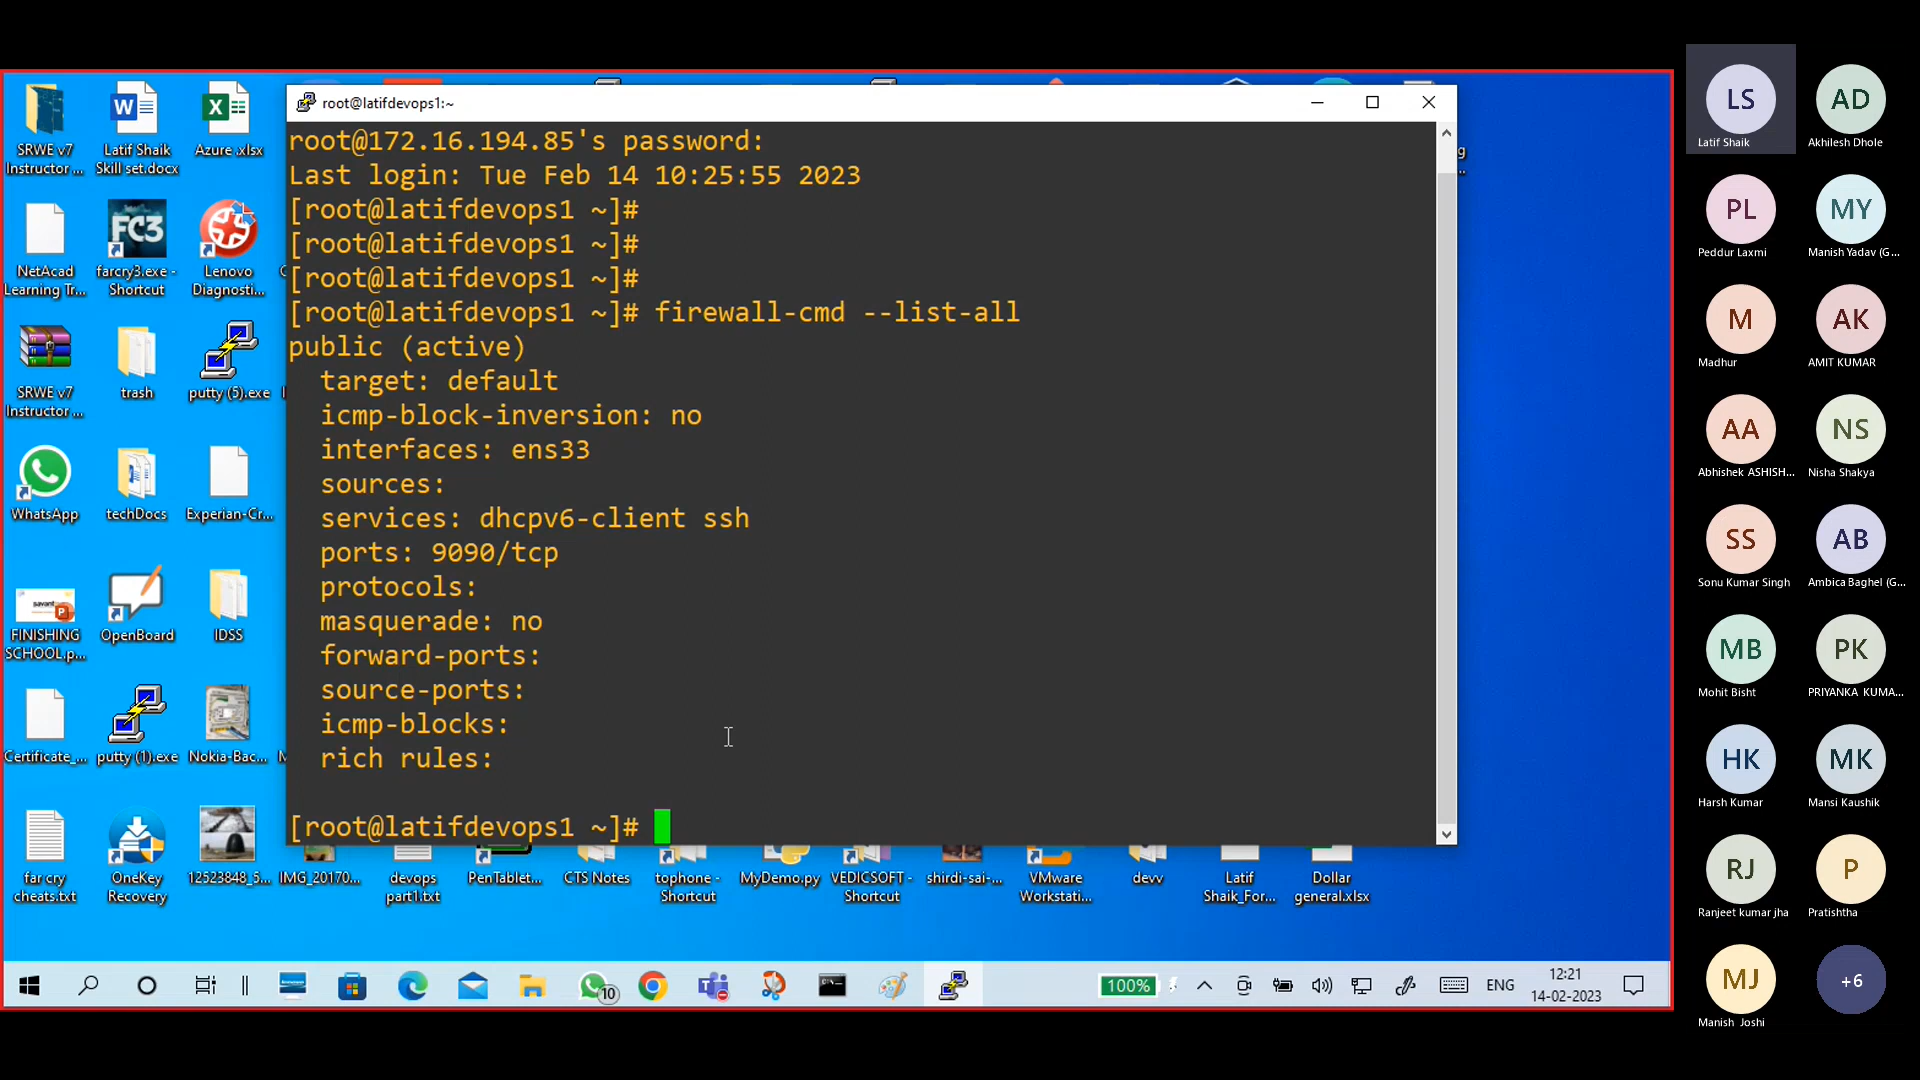 root@latifdevops1:~
root@172.16.194.85's password:
Last login: Tue Feb 14 10:25:55 2023
[root@latifdevops1 ~]#
[root@latifdevops1 ~]#
[root@latifdevops1 ~]#
[root@latifdevops1 ~]# firewall-cmd --list-all
public (active)
target: default
icmp-block-inversion: no
interfaces: ens33
sources:
services: dhcpv6-client ssh
ports: 9090/tcp
protocols:
masquerade: no
forward-ports:
source-ports:
icmp-blocks:
rich rules:
[root@latifdevops1 ~]#
SRWE v7
Instructor ...
Latif Shaik
Skill set.docx
Azure .xlsx
NetAcad
Learning Tr...
FC3
farcry3.exe -
Shortcut
Lenovo
Diagnosti...
SRWE v7
Instructor ...
trash
putty (5).exe
WhatsApp
techDocs
Experian-Cr...
savant
FINISHING
SCHOOL.p...
OpenBoard
IDSS
Certificate_...
putty (1).exe
Nokia-Bac...
far cry
cheats.txt
OneKey
Recovery
12523848_5...
IMG_20170...
devops
part1.txt
PenTablet...
CTS Notes
tophone -
Shortcut
MyDemo.py
VEDICSOFT -
Shortcut
shirdi-sai-...
VMware
Workstati...
devv
Latif
Shaik_For...
Dollar
general.xlsx
10
100%
ENG
12:21
14-02-2023
LS
Latif Shaik
AD
Akhilesh Dhole
PL
Peddur Laxmi
MY
Manish Yadav (G...
M
Madhur
AK
AMIT KUMAR
AA
Abhishek ASHISH...
NS
Nisha Shakya
SS
Sonu Kumar Singh
AB
Ambica Baghel (G...
MB
Mohit Bisht
PK
PRIYANKA KUMA...
HK
Harsh Kumar
MK
Mansi Kaushik
RJ
Ranjeet kumar jha
P
Pratishtha
MJ
Manish Joshi
+6